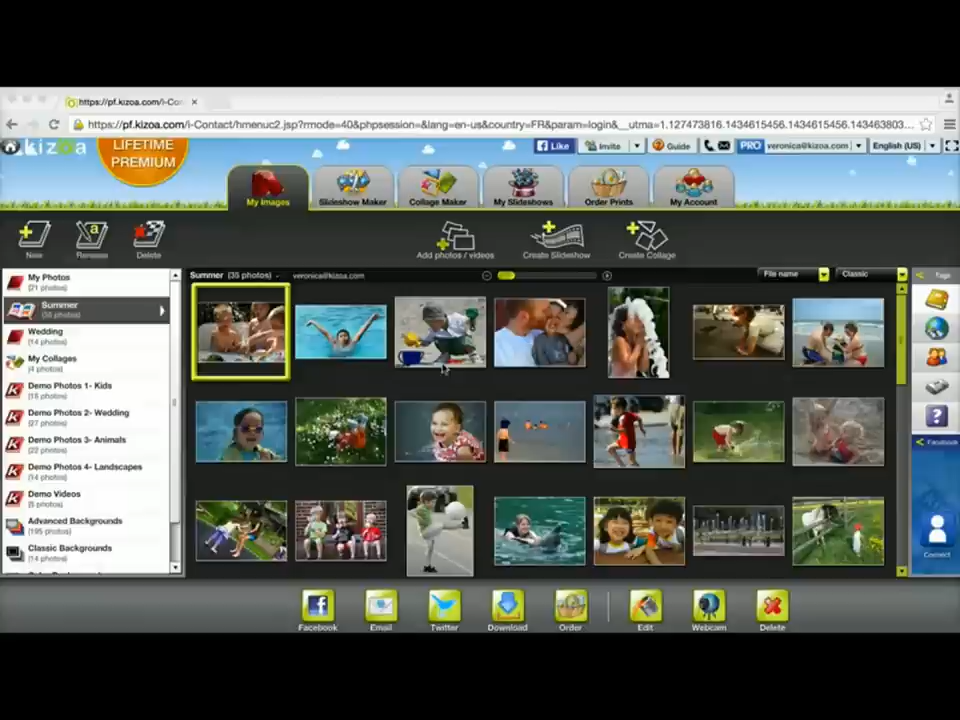 https://pf.kizoa.com/i-Co
https://pf.kizoa.com/i-Contact/hmenuc2.jsp?rmode=40&phpsession=&lang=en-us&country=FR&param=login&__utma=1.127473816.1434615456.1434615456.143463803...
kizoa
LIFETIME
PREMIUM
Like
Invite
Guide
PRO
veronica@kizoa.com
English (US)
My Images
Slideshow Maker
Collage Maker
My Slideshows
Order Prints
My Account
New
Rename
Delete
Add photos / videos
Create Slideshow
Create Collage
My Photos
(21 photos)
Summer
(35 photos)
Wedding
(14 photos)
My Collages
(4 photos)
Demo Photos 1- Kids
(18 photos)
Demo Photos 2- Wedding
(27 photos)
Demo Photos 3- Animals
(22 photos)
Demo Photos 4- Landscapes
(14 photos)
Demo Videos
(5 photos)
Advanced Backgrounds
(195 photos)
Classic Backgrounds
(14 photos)
Summer (35 photos)
veronica@kizoa.com
File name
Classic
Tags
Facebook
Connect
Facebook
Email
Twitter
Download
Order
Edit
Webcam
Delete